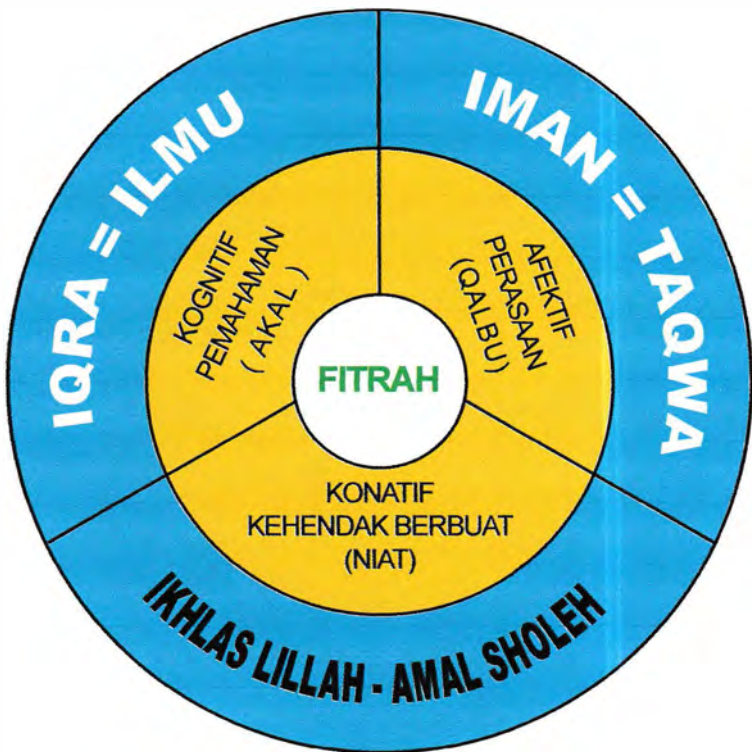 IQRA = ILMU
IMAN = TAQWA
KOGNITIF
PEMAHAMAN
( AKAL )
AFEKTIF
PERASAAN
(QALBU)
FITRAH
KONATIF
KEHENDAK BERBUAT
(NIAT)
IKHLAS LILLAH - AMAL SHOLEH